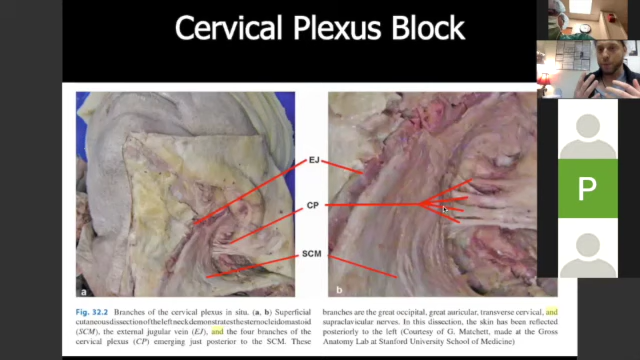 Cervical Plexus Block
EJ
CP
SCM
a
b
P
Fig. 32.2 Branches of the cervical plexus in situ. (a, b) Superficial
cutaneous dissection of the left neck demonstrates the sternocleidomastoid
(SCM), the external jugular vein (EJ), and the four branches of the
cervical plexus (CP) emerging just posterior to the SCM. These
branches are the great occipital, great auricular, transverse cervical, and
supraclavicular nerves. In this dissection, the skin has been reflected
posteriorly to the left (Courtesy of G. Matchett, made at the Gross
Anatomy Lab at Stanford University School of Medicine)